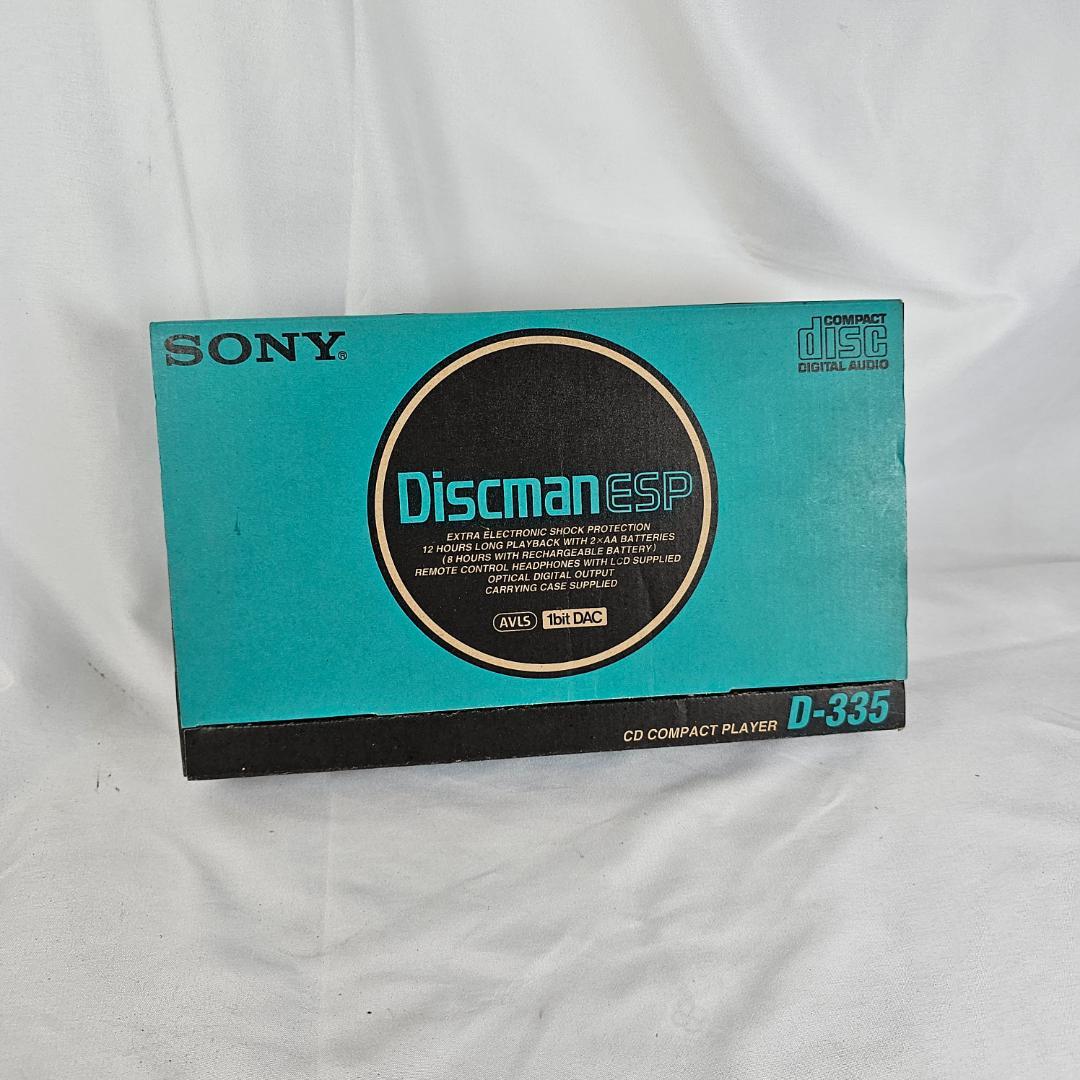 SONY®
COMPACT
disc
DIGITAL AUDIO
Discman ESP
EXTRA ELECTRONIC SHOCK PROTECTION
12 HOURS LONG PLAYBACK WITH 2×AA BATTERIES
(8 HOURS WITH RECHARGEABLE BATTERY)
REMOTE CONTROL HEADPHONES WITH LCD SUPPLIED
OPTICAL DIGITAL OUTPUT
CARRYING CASE SUPPLIED
AVLS 1bit DAC
CD COMPACT PLAYER D-335